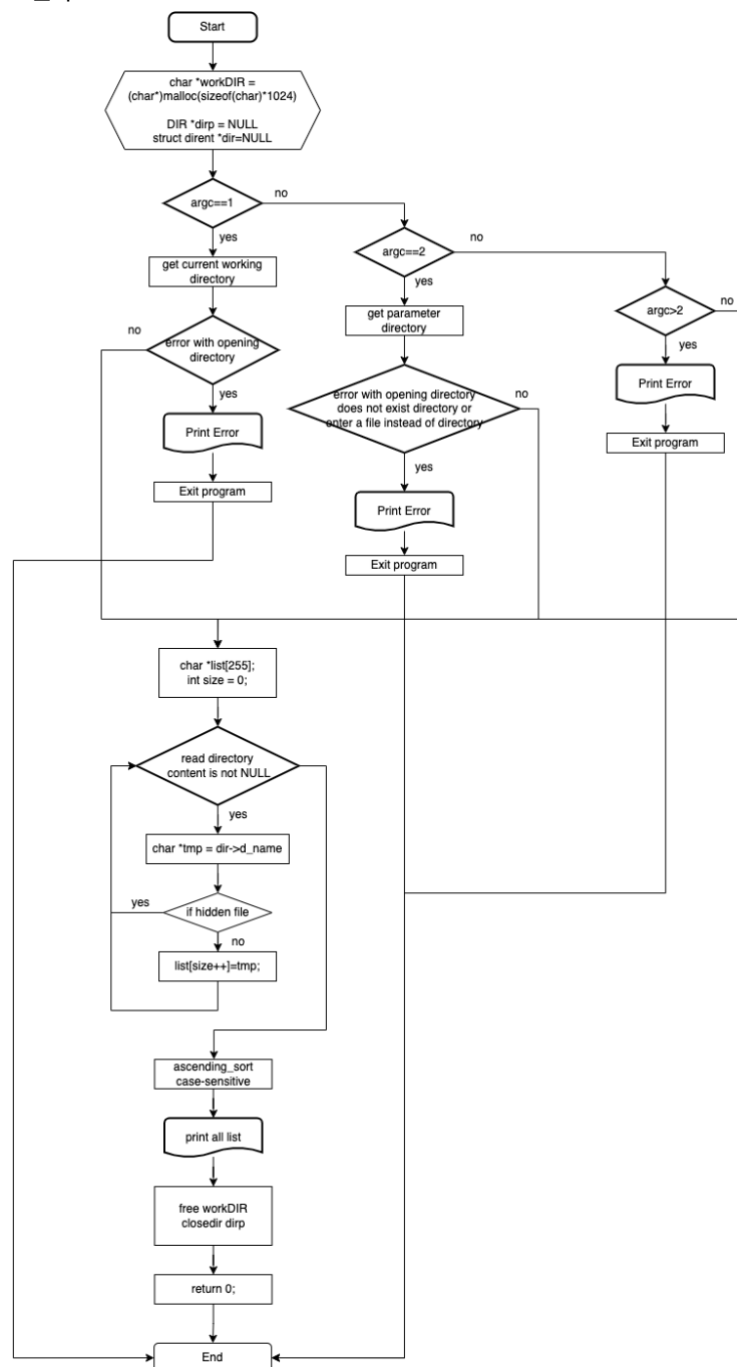 Start
char *workDIR =
(char*)malloc(sizeof(char)*1024)
DIR *dirp = NULL
struct dirent *dir=NULL
argc==1
no
yes
get current working
directory
argc==2
no
yes
get parameter
directory
argc>2
no
yes
Print Error
Exit program
no
error with opening
directory
yes
Print Error
Exit program
error with opening directory
does not exist directory or
enter a file instead of directory
no
yes
Print Error
Exit program
char *list[255];
int size = 0;
read directory
content is not NULL
yes
char *tmp = dir->d_name
yes
if hidden file
no
list[size++]=tmp;
ascending_sort
case-sensitive
print all list
free workDIR
closedir dirp
return 0;
End